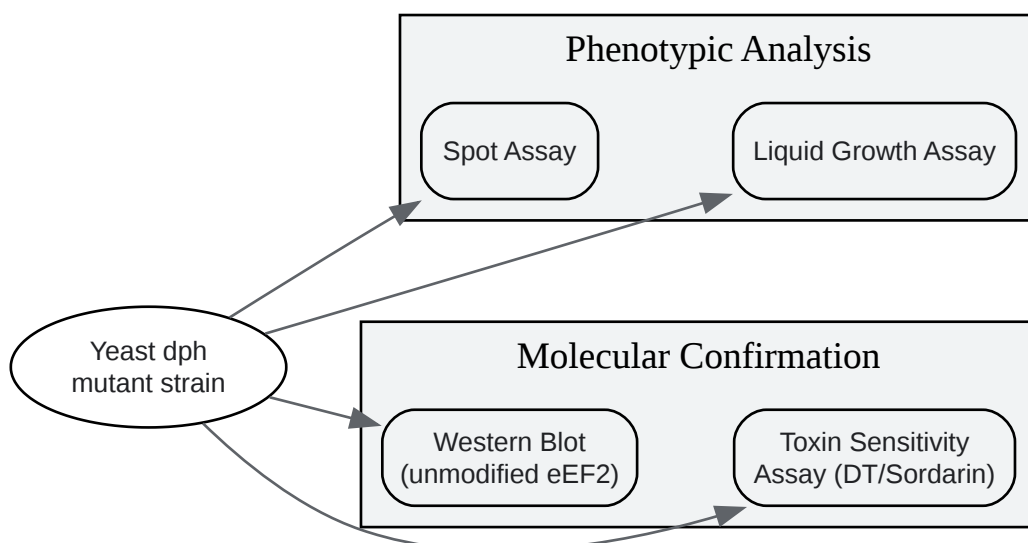 Phenotypic Analysis
Spot Assay
Liquid Growth Assay
Yeast dph
mutant strain
Molecular Confirmation
Western Blot
(unmodified eEF2)
Toxin Sensitivity
Assay (DT/Sordarin)